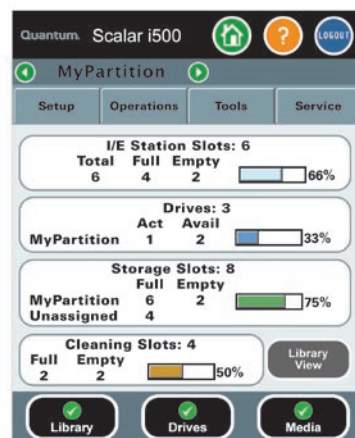 Quantum. Scalar i500 ? LOGOUT
MyPartition
Setup Operations Tools Service
I/E Station Slots: 6
Total Full Empty
6 4 2 66%
Drives: 3
Act Avail
MyPartition 1 2 33%
Storage Slots: 8
Full Empty
MyPartition 6 2 75%
Unassigned 4
Cleaning Slots: 4
Full Empty
2 2 50%
Library
View
Library Drives Media